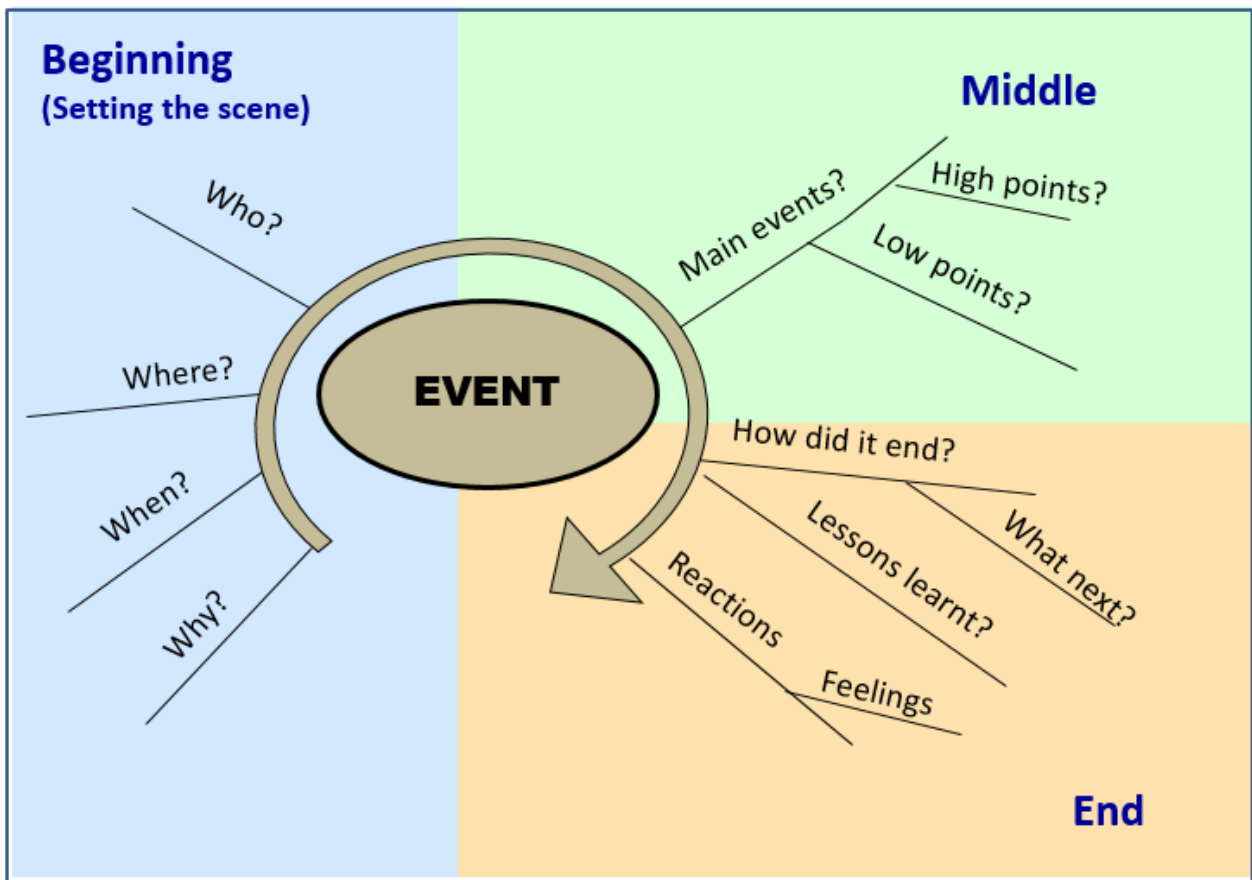 Beginning
(Setting the scene)
Who?
Where?
When?
Why?
EVENT
Middle
Main events?
High points?
Low points?
How did it end?
What next?
Lessons learnt?
Reactions
Feelings
End